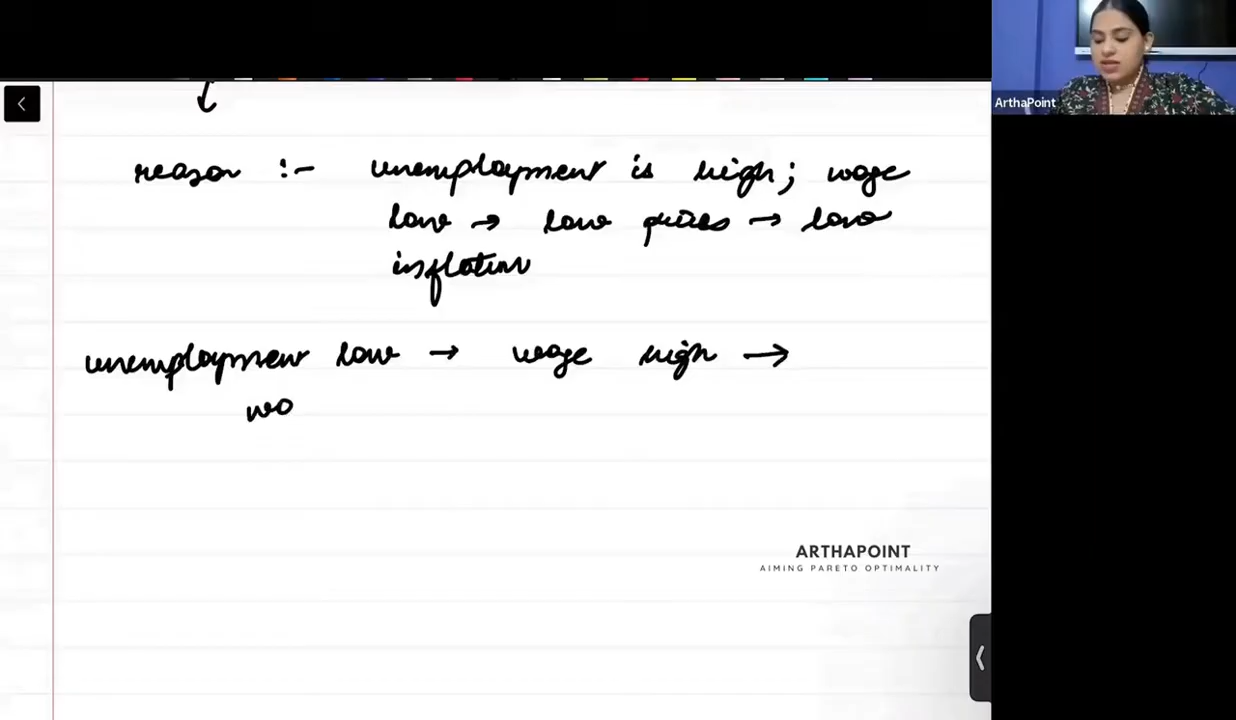 ArthaPoint
reason :- unemployment is high; wage
low → low prices → low
inflation
unemployment low → wage high →
wo
ARTHAPOINT
AIMING PARETO OPTIMALITY